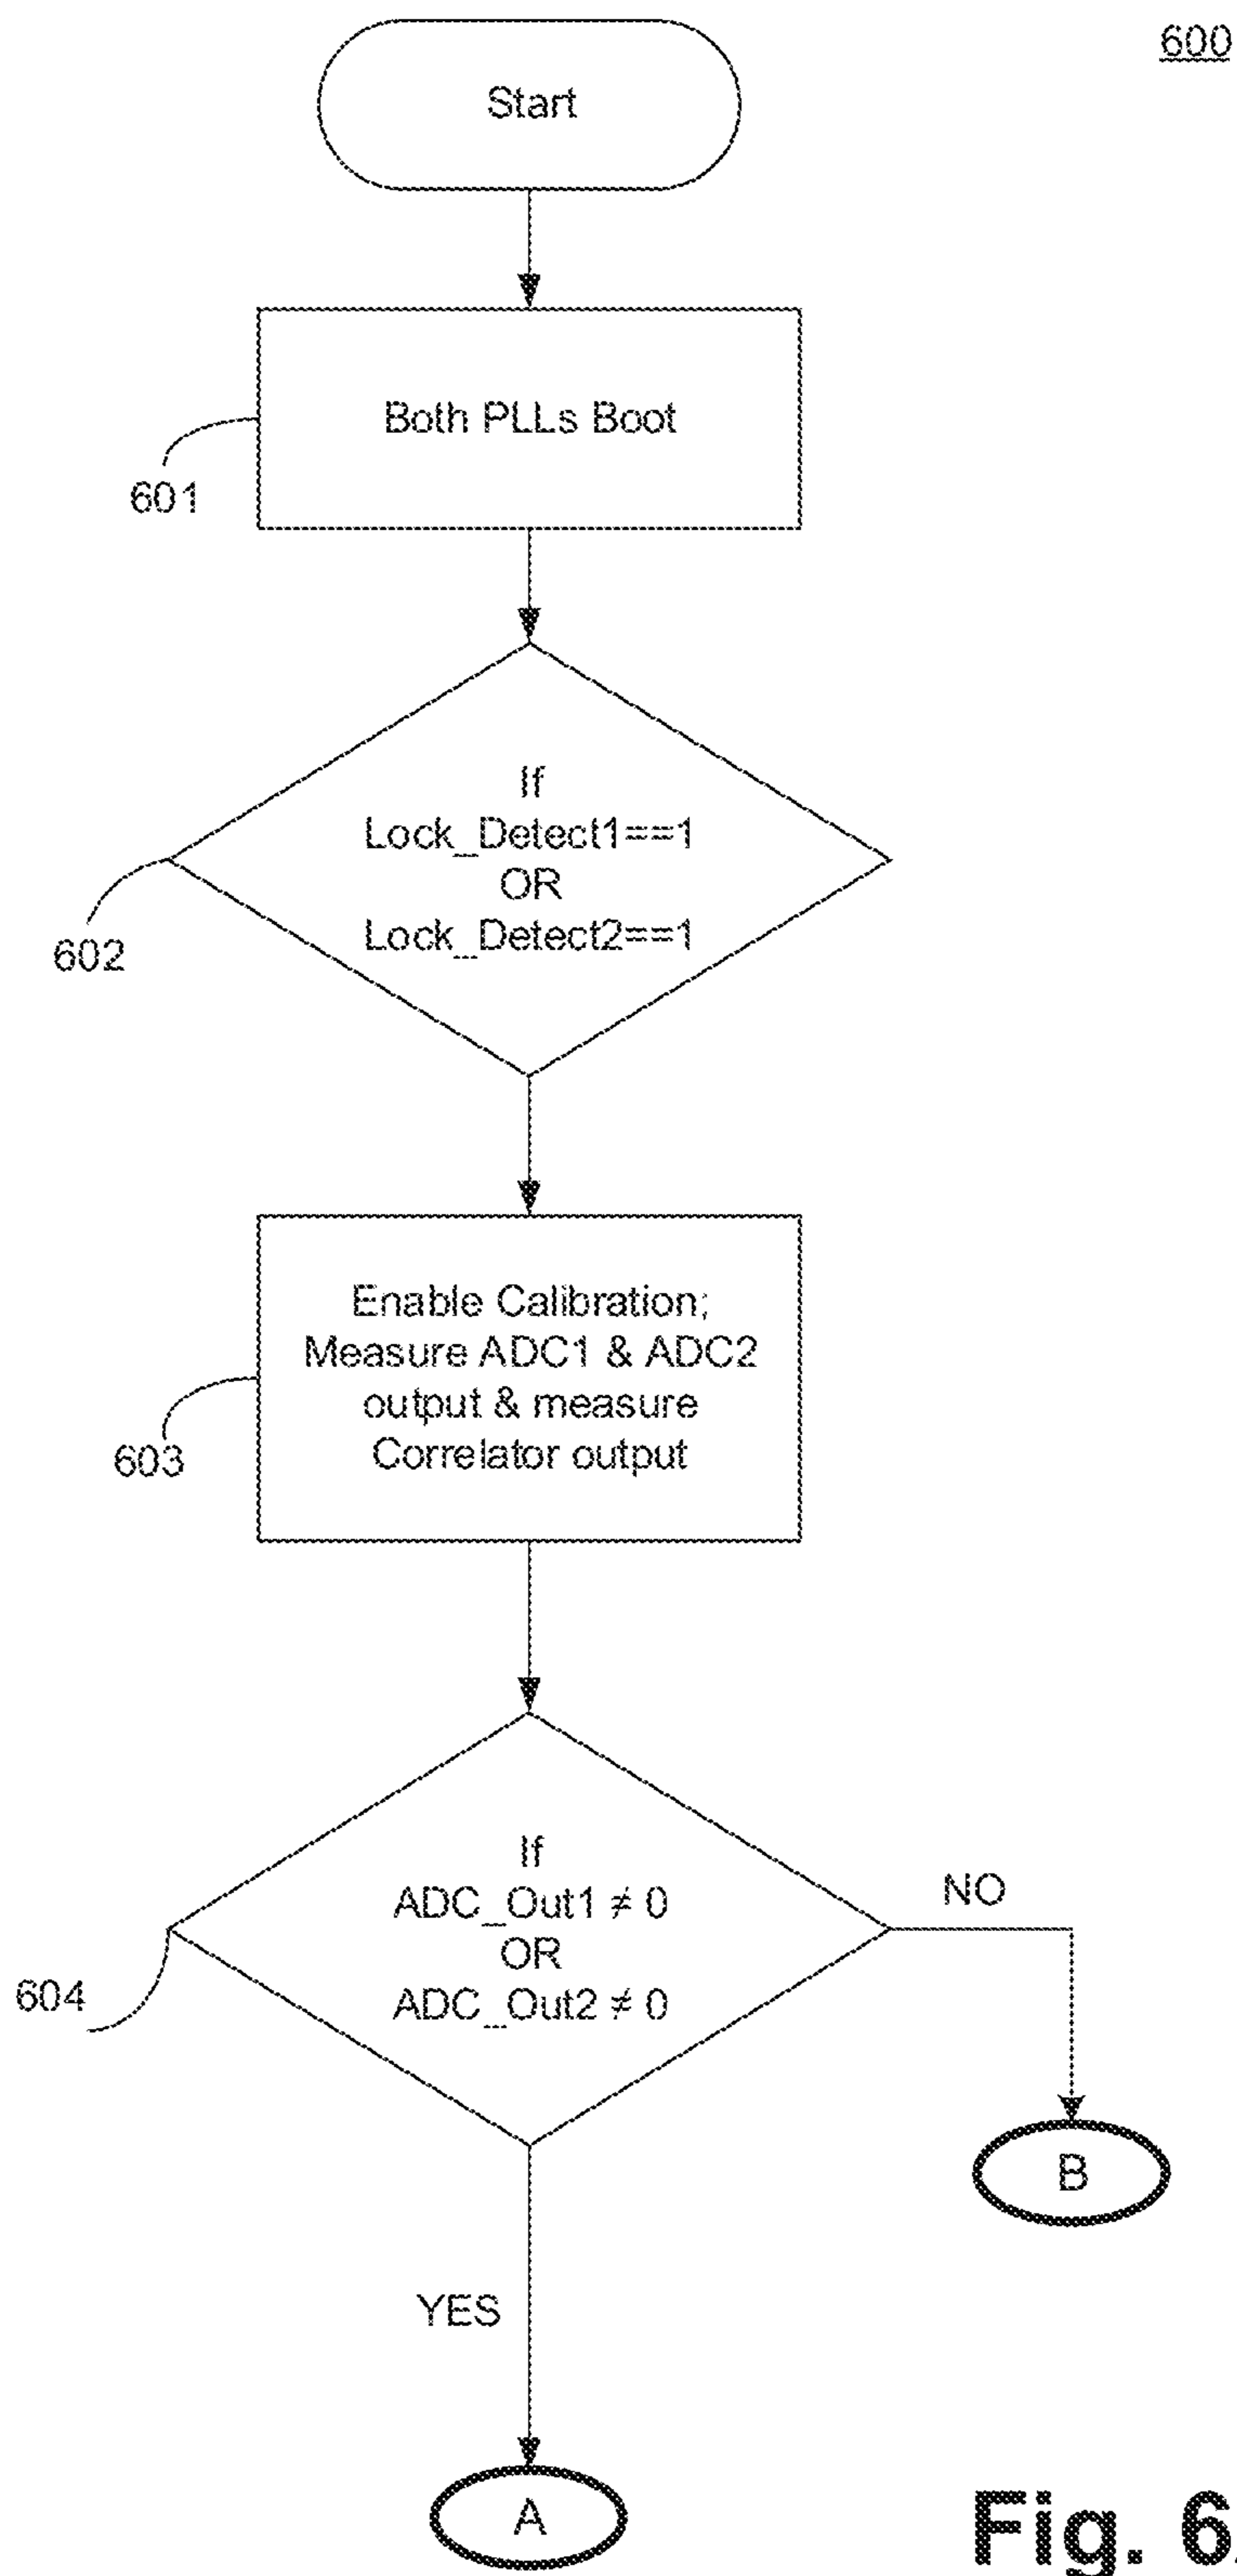 600
Start
Both PLLs Boot
601
If
Lock_Detect1==1
OR
Lock_Detect2==1
602
Enable Calibration;
Measure ADC1 & ADC2
output & measure
Correlator output
603
If
ADC_Out1 ≠ 0
OR
ADC_Out2 ≠ 0
604
NO
B
YES
A
Fig. 6